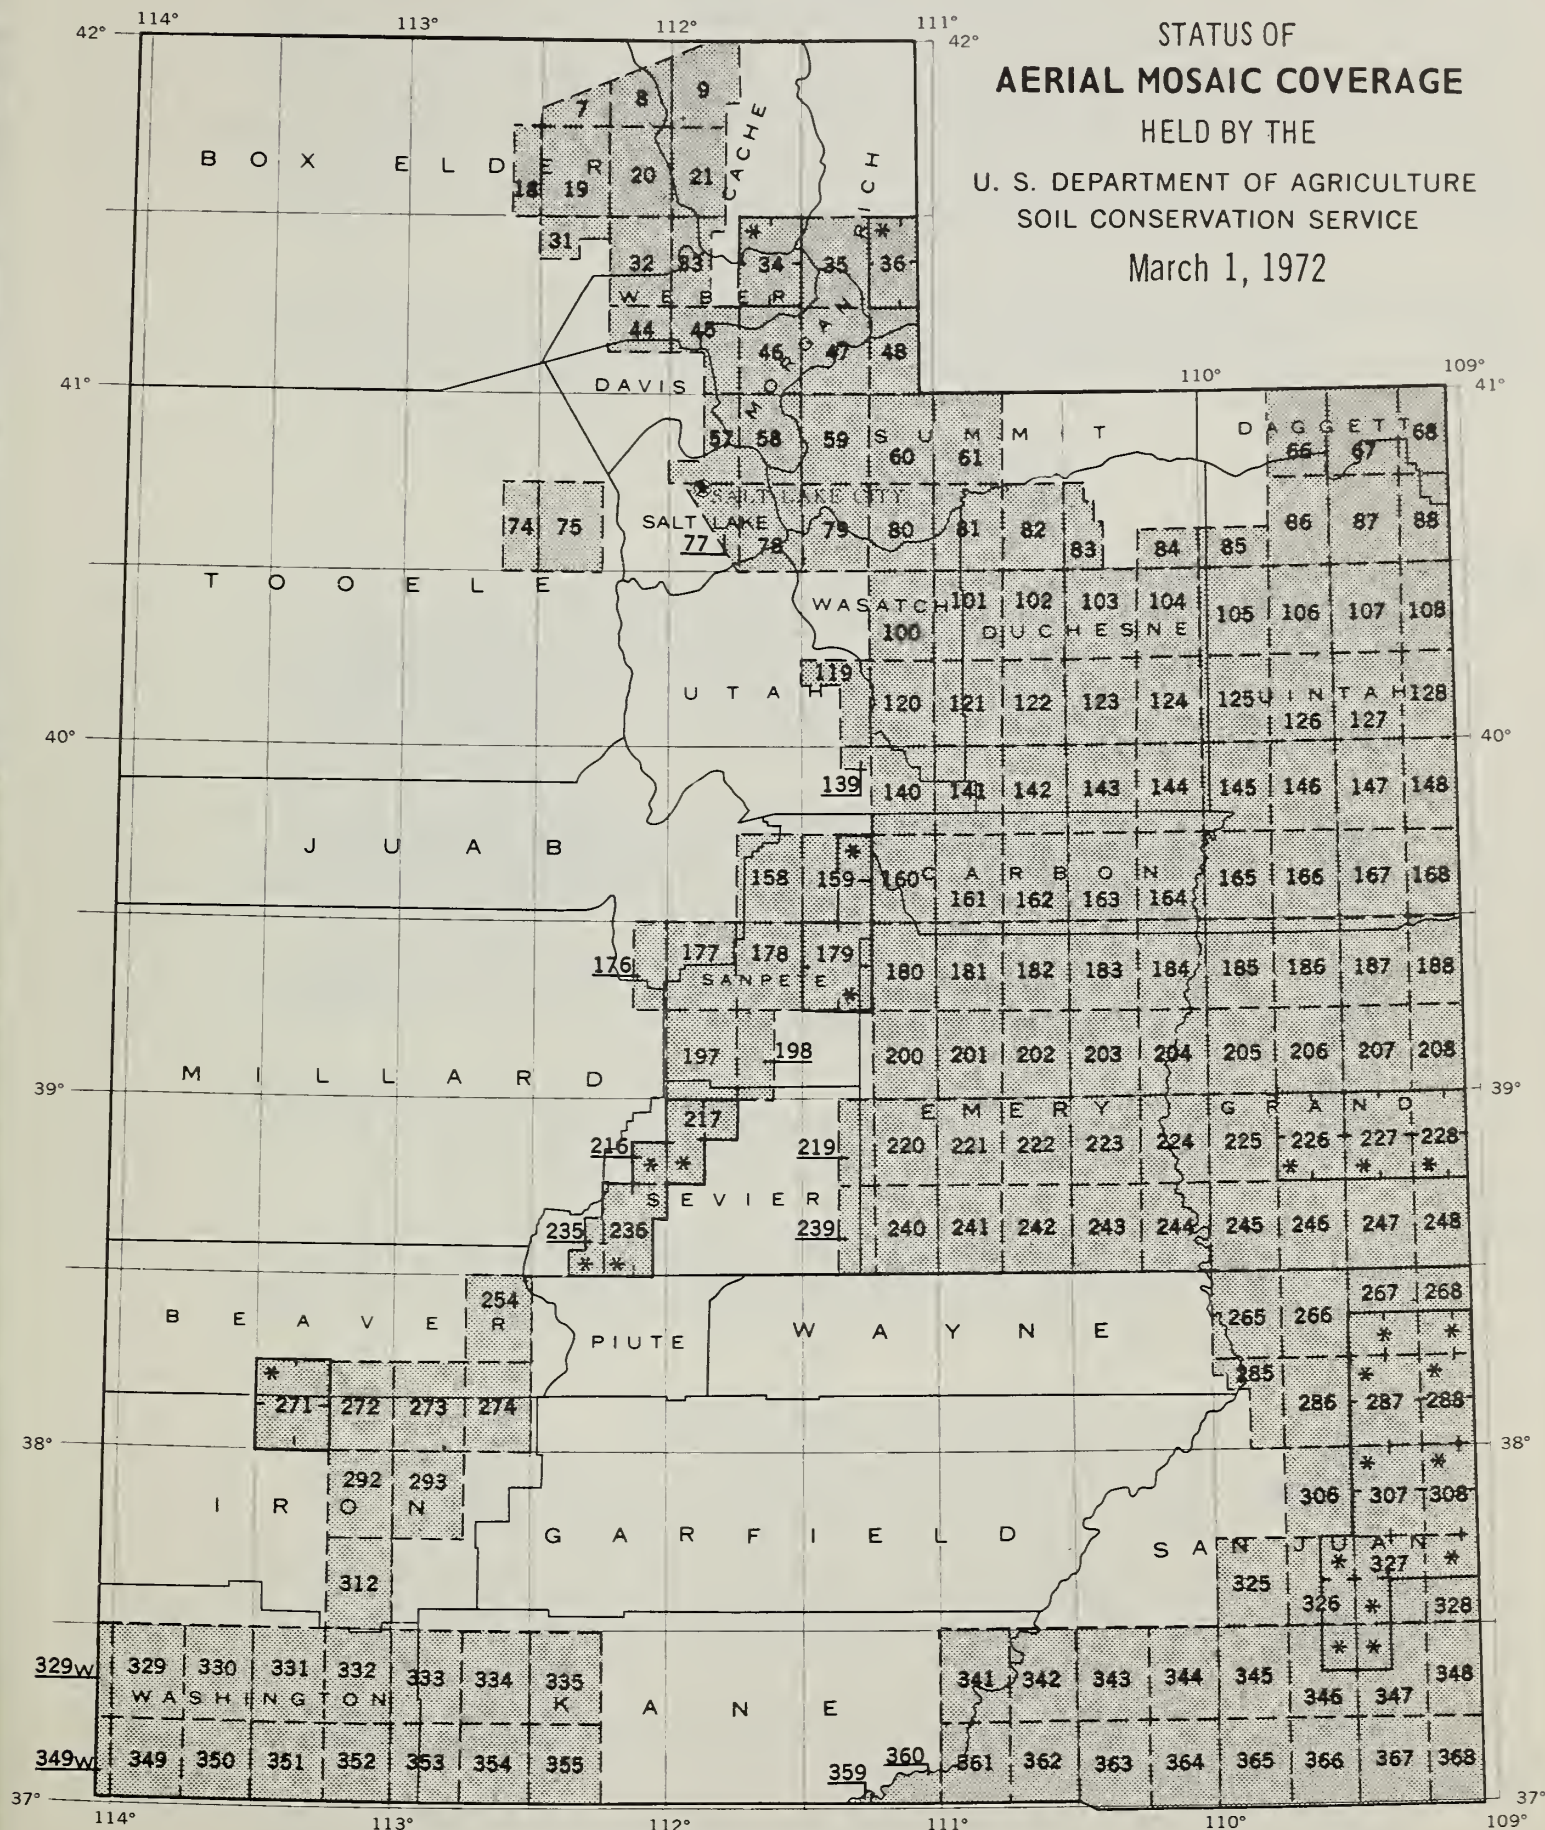 STATUS OF
AERIAL MOSAIC COVERAGE
HELD BY THE
U. S. DEPARTMENT OF AGRICULTURE
SOIL CONSERVATION SERVICE
March 1, 1972
114° 113° 112° 111°
42° 42°
7 8 9
BOX ELDER CACHE RICH
18 19 20 21
31 32 33 * 34 35 * 36
WEBER
44 45 46 47 48
MORGAN
41° 110° 109°
41°
DAVIS
57 58 59 60 61
SUMMIT DAGGETT
66 67 68
SALT LAKE CITY
74 75 SALT LAKE
77 78 79 80 81 82 83 84 85 86 87 88
TOOELE
WASATCH
100 101 102 103 104 105 106 107 108
DUCHESNE
119 120 121 122 123 124 125 126 127 128
UTAH UINTAH
40° 40°
139 140 141 142 143 144 145 146 147 148
JUAB
CARBON
158 159 * 160 161 162 163 164 165 166 167 168
176 177 178 179 * 180 181 182 183 184 185 186 187 188
SANPETE
197 198 200 201 202 203 204 205 206 207 208
MILLARD
39° 39°
EMERY GRAND
216 217 219 220 221 222 223 224 225 226 227 228
* * * * *
SEVIER
235 236 239 240 241 242 243 244 245 246 247 248
* *
254 265 266 267 268
BEAVER PIUTE WAYNE
* *
* 271 272 273 274 285 286 * 287 * 288
38° 38°
292 293 306 * 307 * 308
IRON
GARFIELD
SAN JUAN
312 325 326 * 327 * 328
*
* *
329W 329 330 331 332 333 334 335 341 342 343 344 345 346 347 348
WASHINGTON KANE
349W 349 350 351 352 353 354 355 359 360 361 362 363 364 365 366 367 368
37° 37°
114° 113° 112° 111° 110° 109°